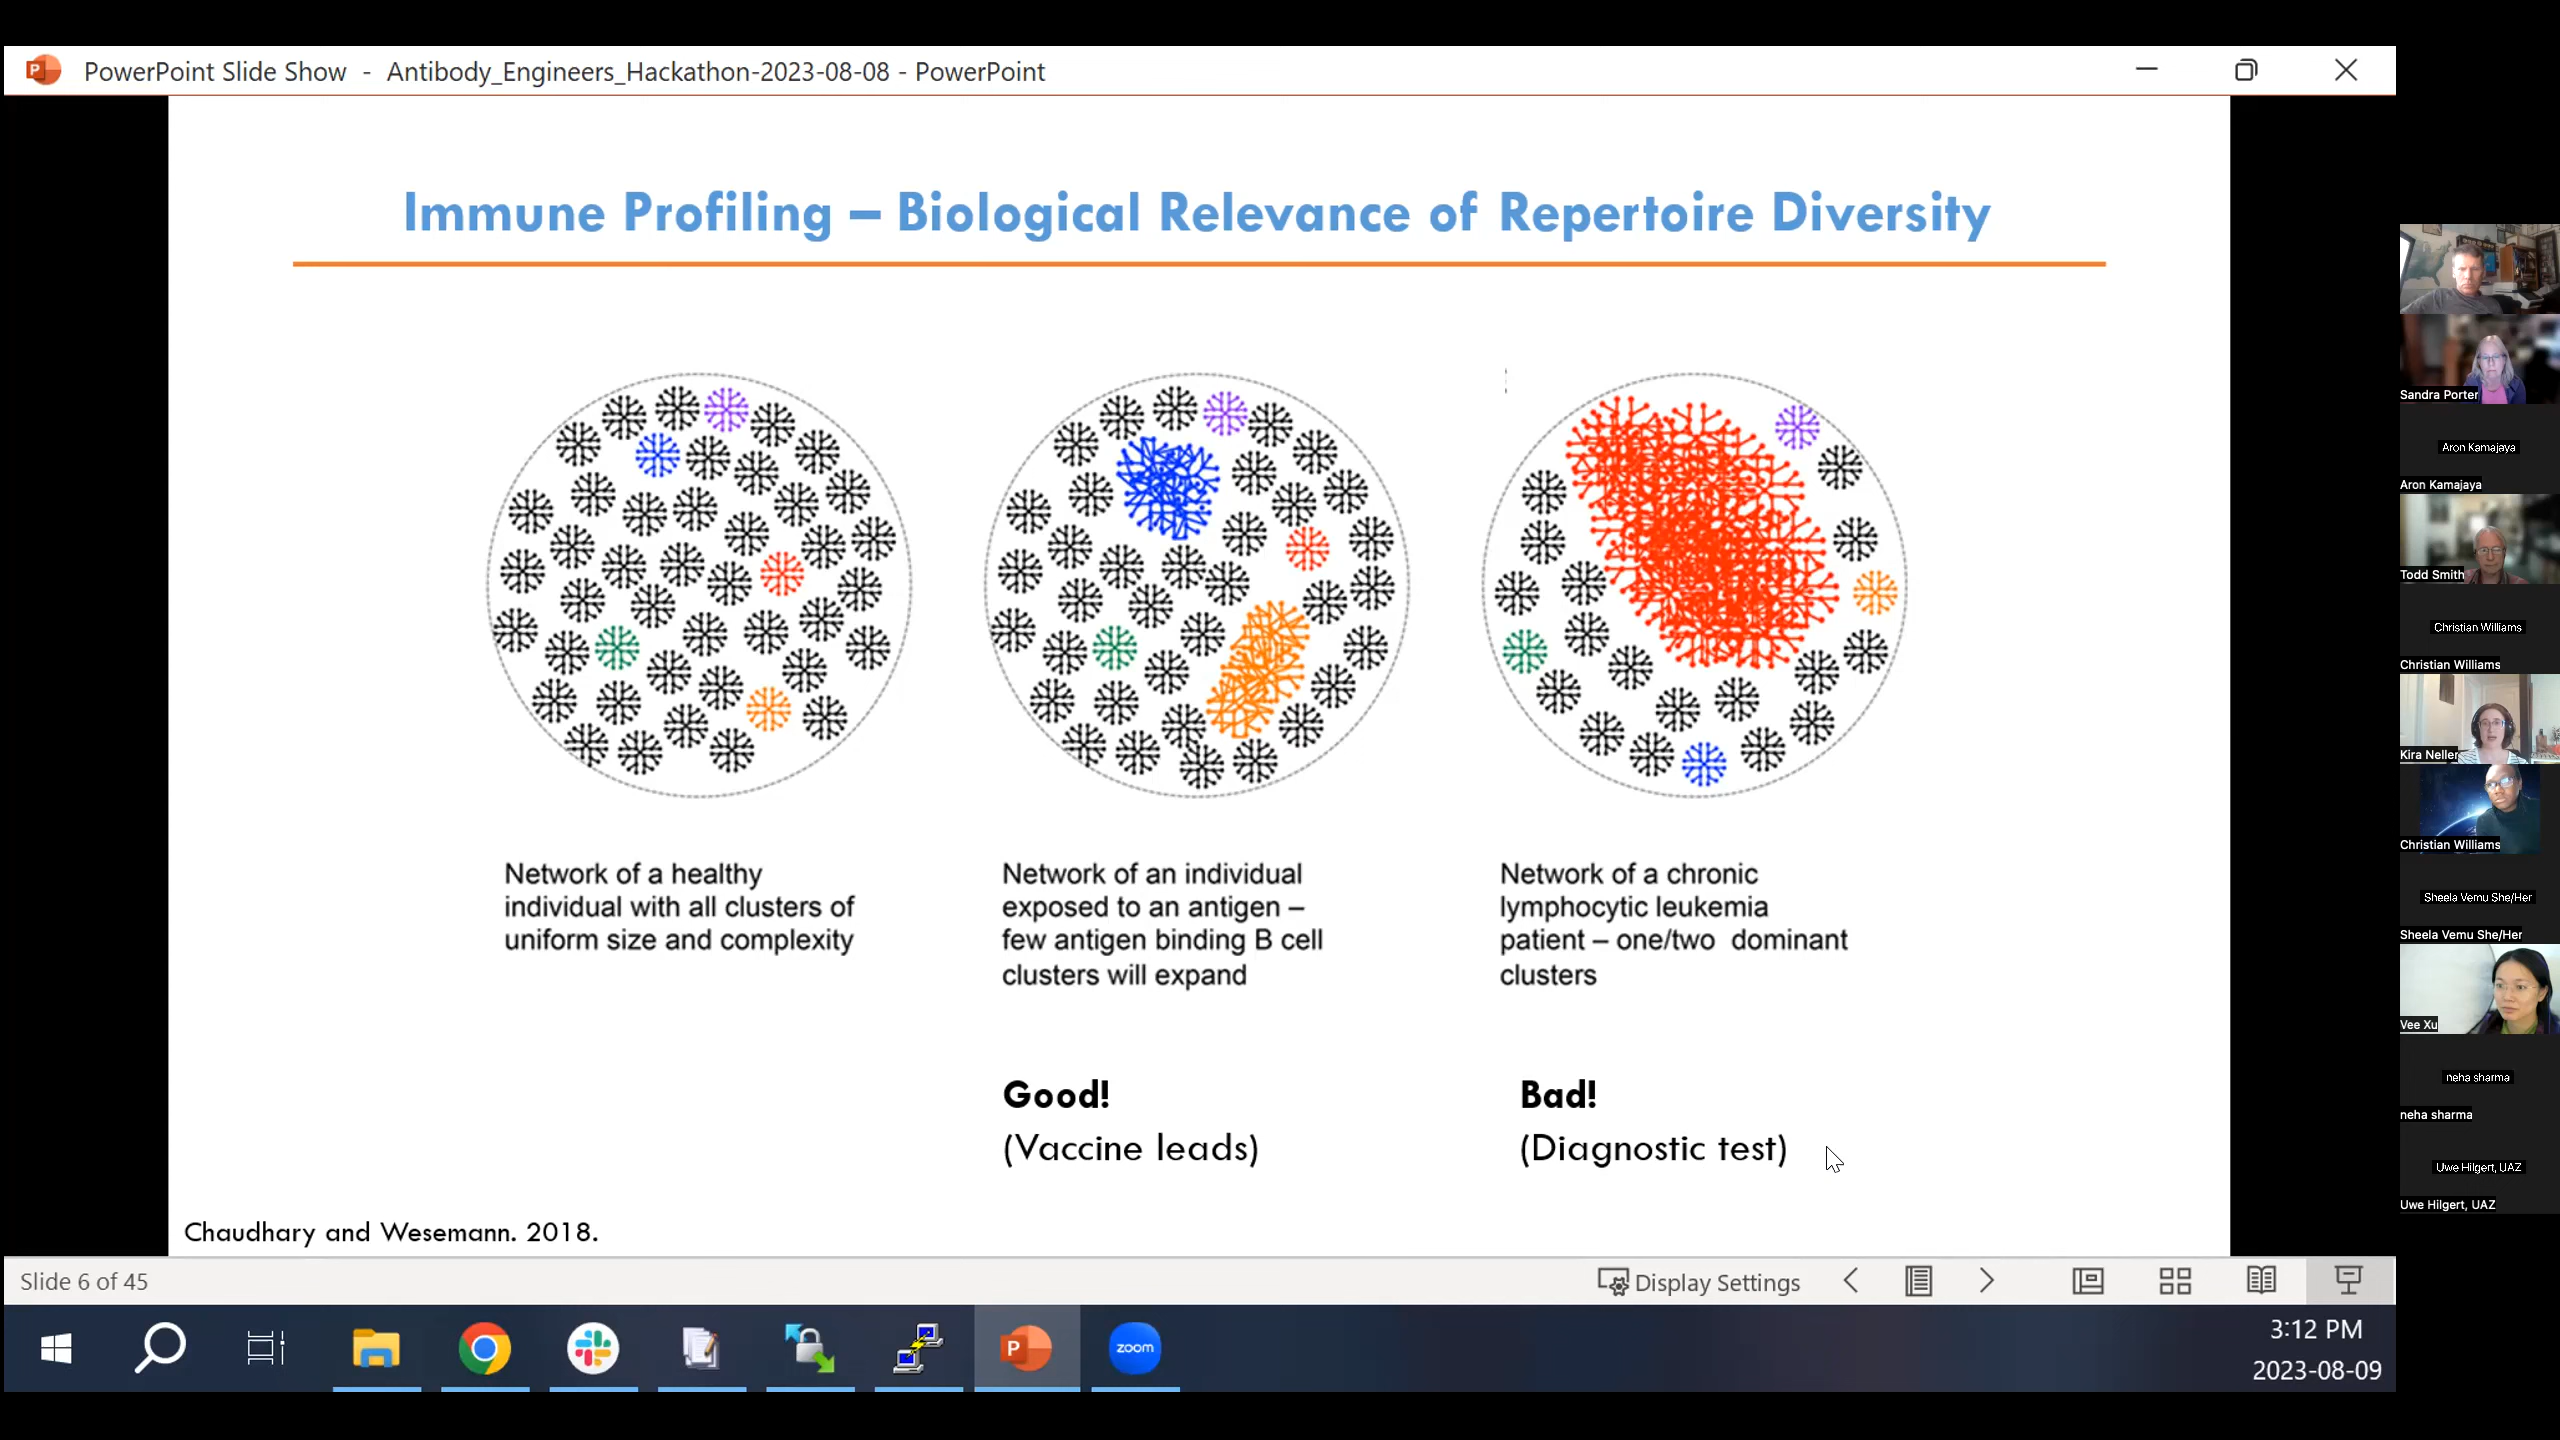 PowerPoint Slide Show - Antibody_Engineers_Hackathon-2023-08-08 - PowerPoint
Immune Profiling – Biological Relevance of Repertoire Diversity
Network of a healthy
individual with all clusters of
uniform size and complexity
Network of an individual
exposed to an antigen –
few antigen binding B cell
clusters will expand
Network of a chronic
lymphocytic leukemia
patient – one/two dominant
clusters
Good!
(Vaccine leads)
Bad!
(Diagnostic test)
Chaudhary and Wesemann. 2018.
Slide 6 of 45
Display Settings
zoom
3:12 PM
2023-08-09
Sandra Porter
Aron Kamajaya
Aron Kamajaya
Todd Smith
Christian Williams
Christian Williams
Kira Neller
Christian Williams
Sheela Vemu She/Her
Sheela Vemu She/Her
Vee Xu
neha sharma
neha sharma
Uwe Hilgert, UAZ
Uwe Hilgert, UAZ